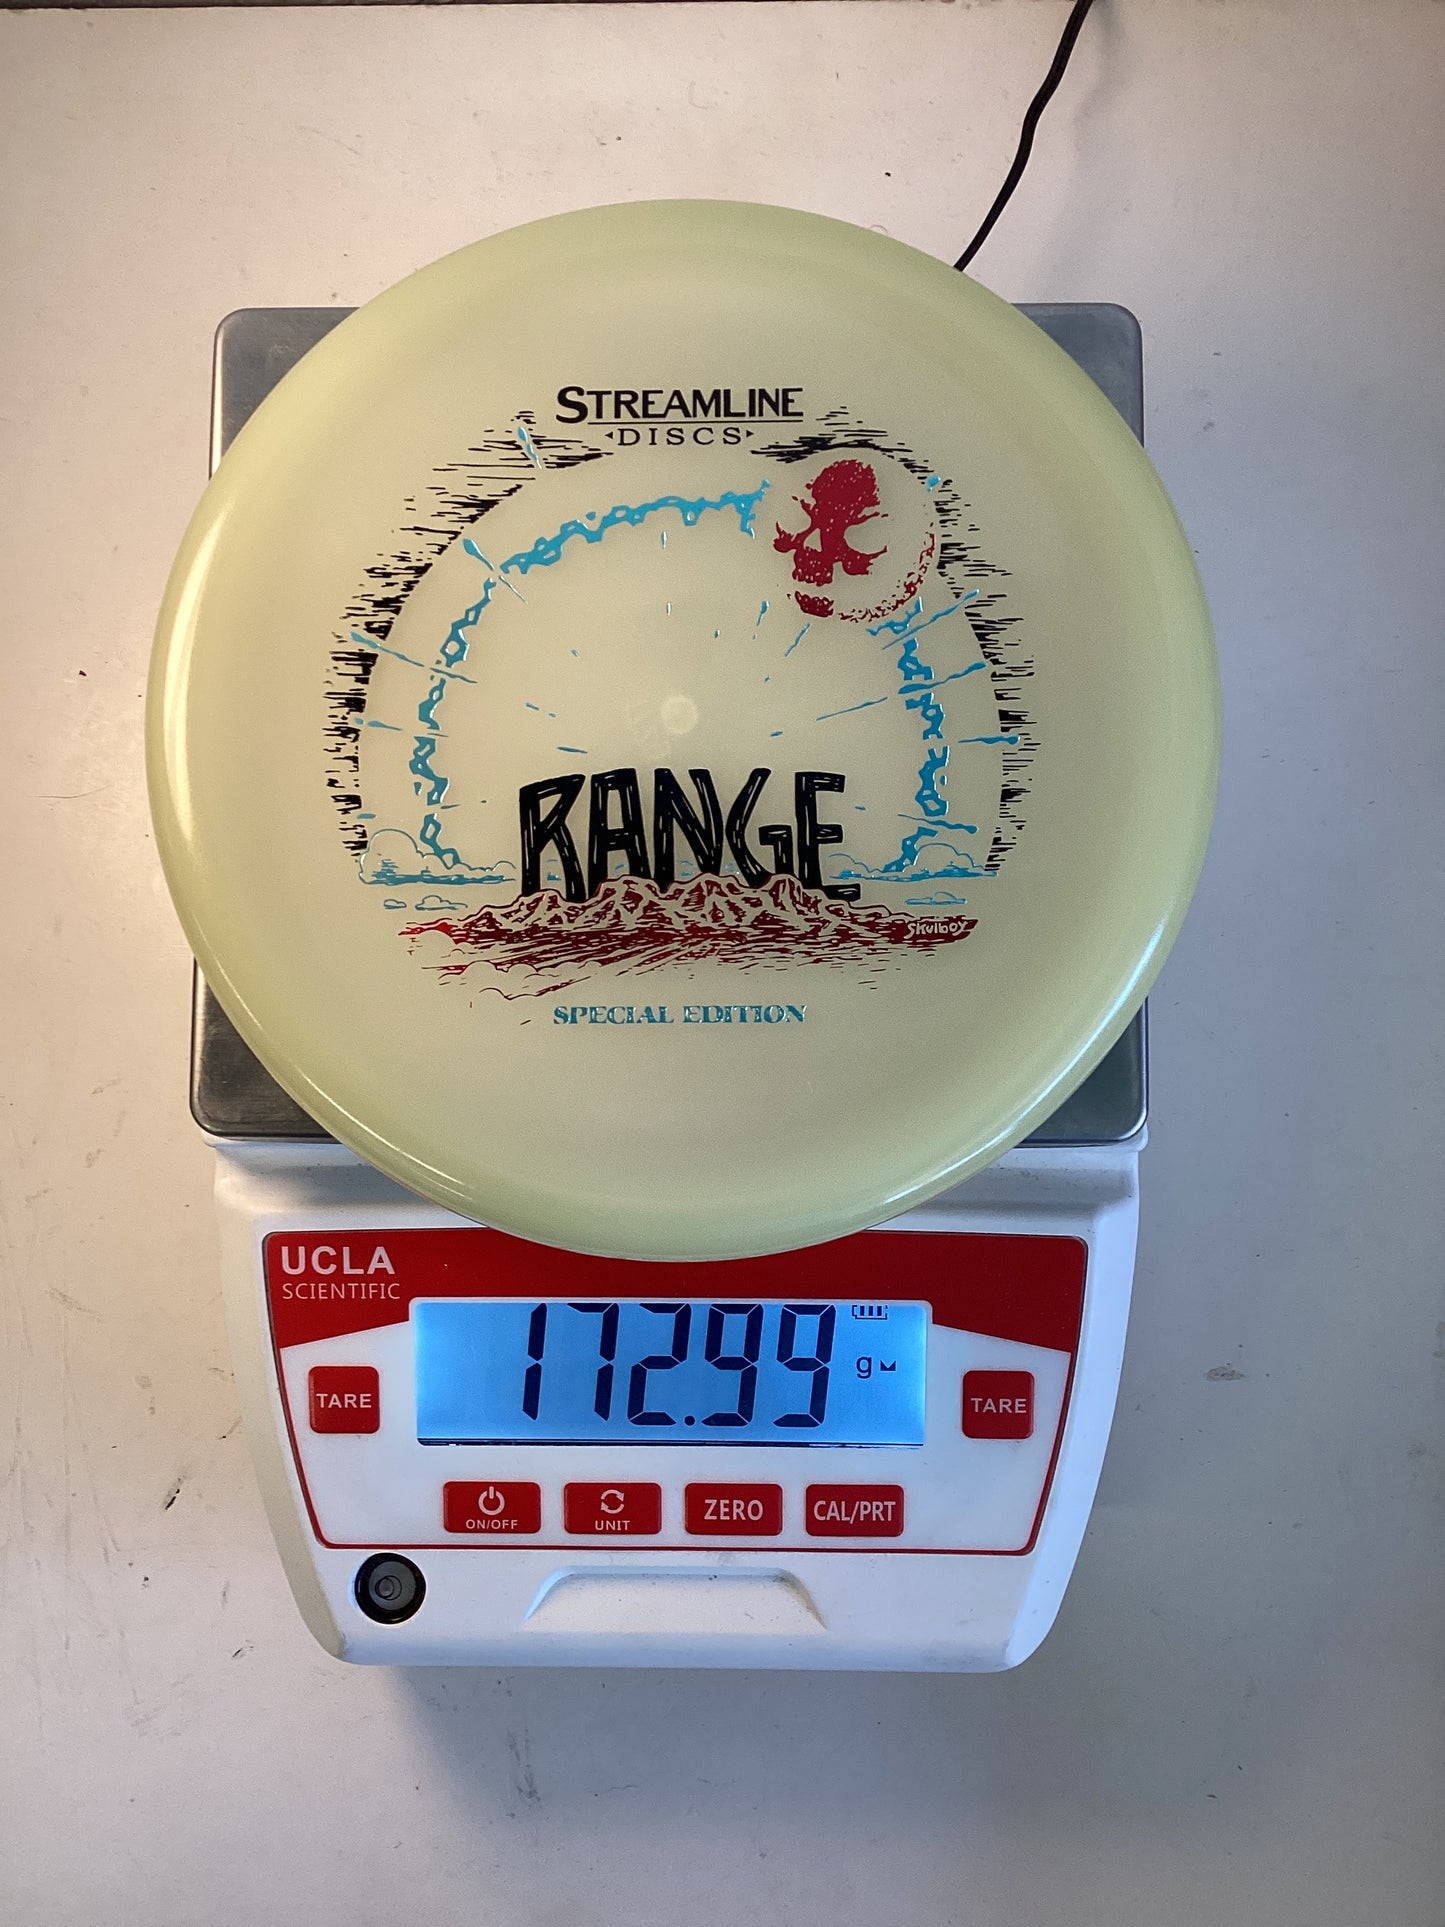 STREAMLINE
DISCS
RANGE
Skulboy
SPECIAL EDITION
UCLA
SCIENTIFIC
172.99 g
TARE
TARE
ON/OFF
UNIT
ZERO
CAL/PRT